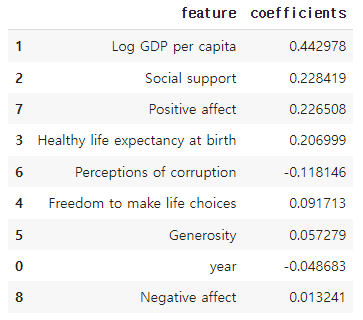 feature coefficients
1 Log GDP per capita 0.442978
2 Social support 0.228419
7 Positive affect 0.226508
3 Healthy life expectancy at birth 0.206999
6 Perceptions of corruption -0.118146
4 Freedom to make life choices 0.091713
5 Generosity 0.057279
0 year -0.048683
8 Negative affect 0.013241